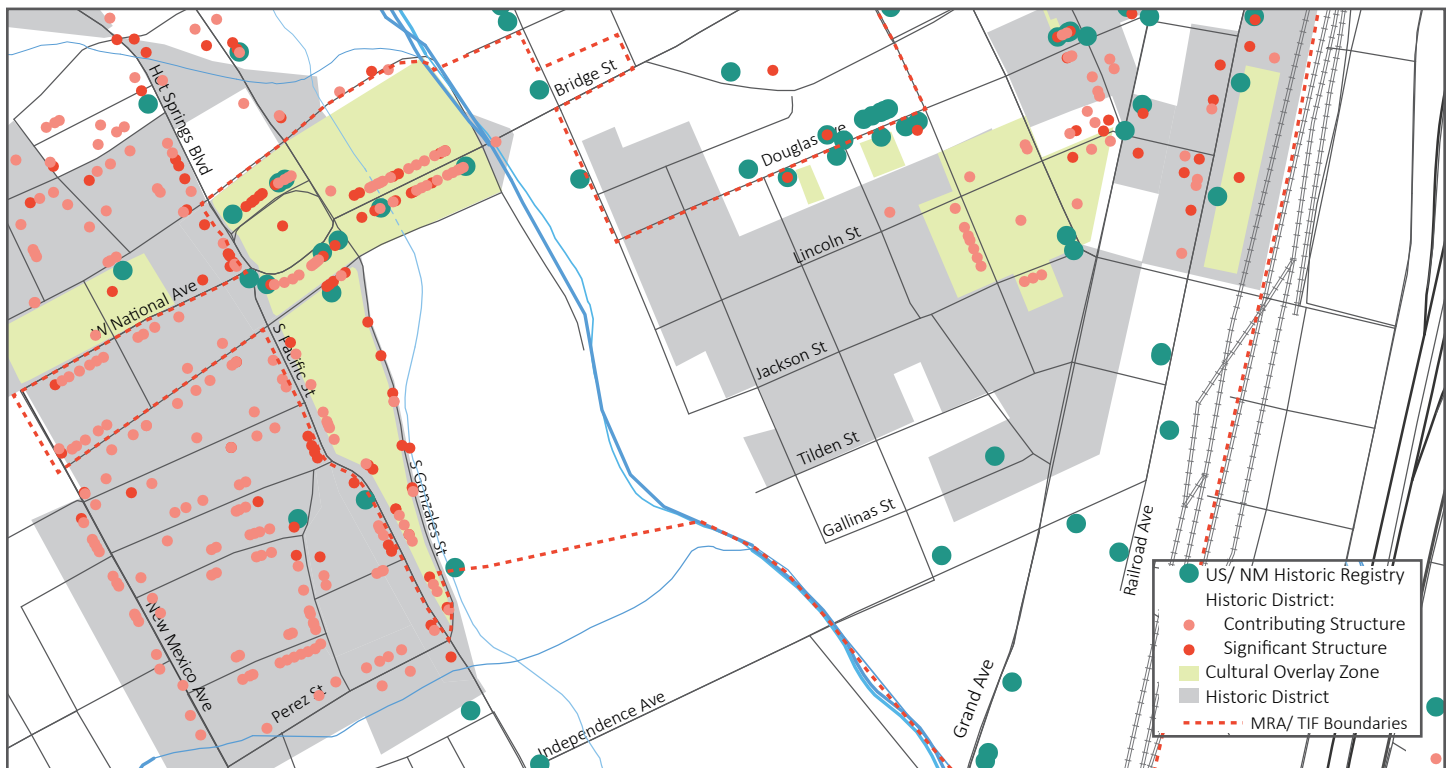 Hot Springs Blvd
Bridge St
Douglas Ave
Lincoln St
W National Ave
S Pacific St
Jackson St
Tilden St
S Gonzales St
Gallinas St
Railroad Ave
New Mexico Ave
Perez St
Independence Ave
Grand Ave
US/ NM Historic Registry
Historic District:
Contributing Structure
Significant Structure
Cultural Overlay Zone
Historic District
MRA/ TIF Boundaries